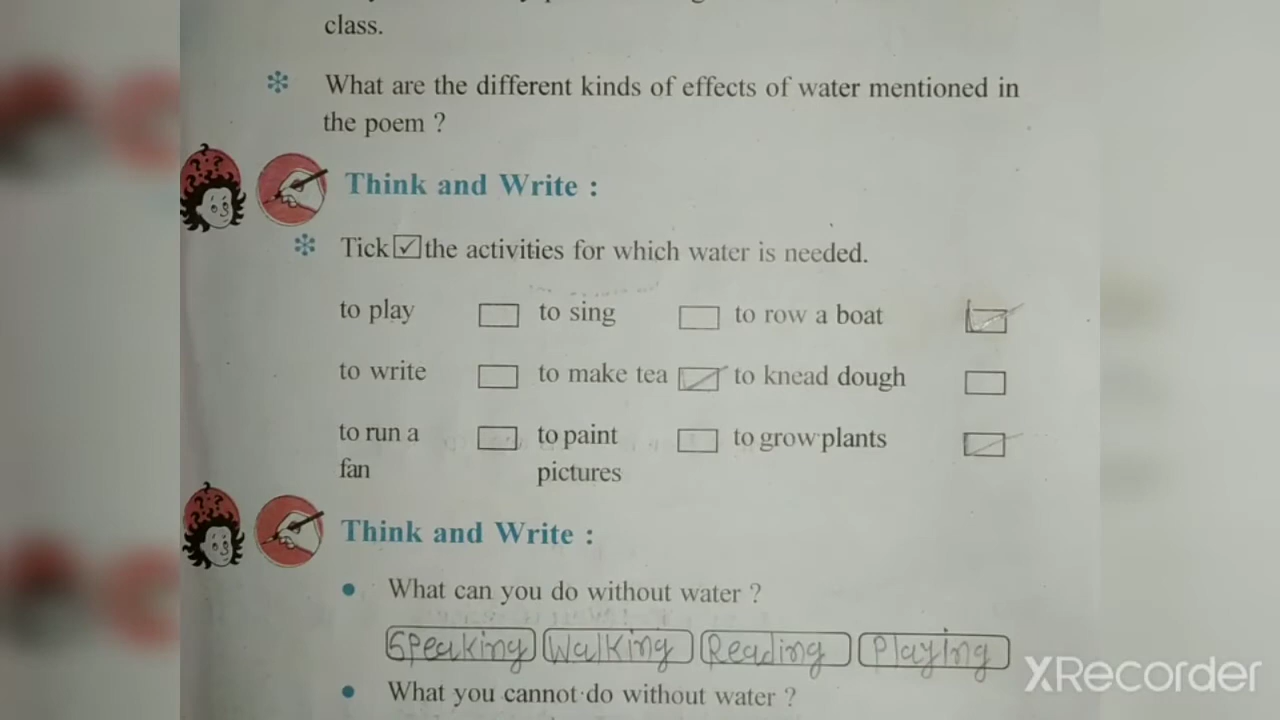 class.
What are the different kinds of effects of water mentioned in
the poem ?
Think and Write :
Tick ☑ the activities for which water is needed.
to play to sing to row a boat
to write to make tea to knead dough
to run a to paint to grow plants
fan pictures
Think and Write :
What can you do without water ?
Speaking Walking Reading Playing
What you cannot do without water ?
XRecorder